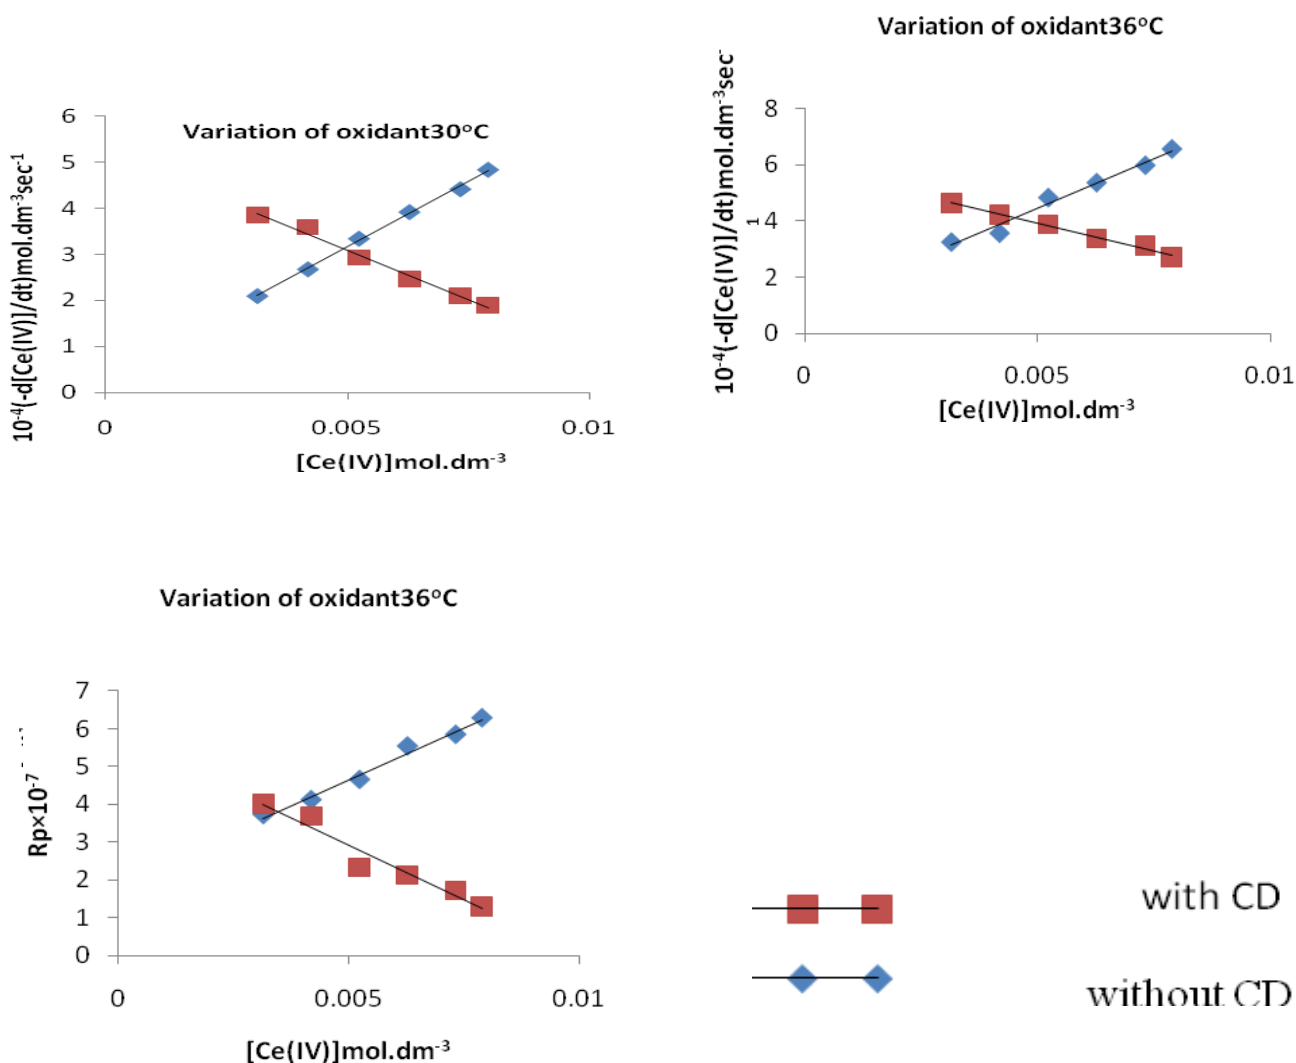 Variation of oxidant30°C
10⁻⁴(-d[Ce(IV)]/dt)mol.dm⁻³sec⁻¹
6
5
4
3
2
1
0
0 0.005 0.01
[Ce(IV)]mol.dm⁻³
Variation of oxidant36°C
10⁻⁴(-d[Ce(IV)]/dt)mol.dm⁻³sec⁻
1
8
6
4
2
0
0 0.005 0.01
[Ce(IV)]mol.dm⁻³
Variation of oxidant36°C
Rp×10⁻⁷
7
6
5
4
3
2
1
0
0 0.005 0.01
[Ce(IV)]mol.dm⁻³
with CD
without CD